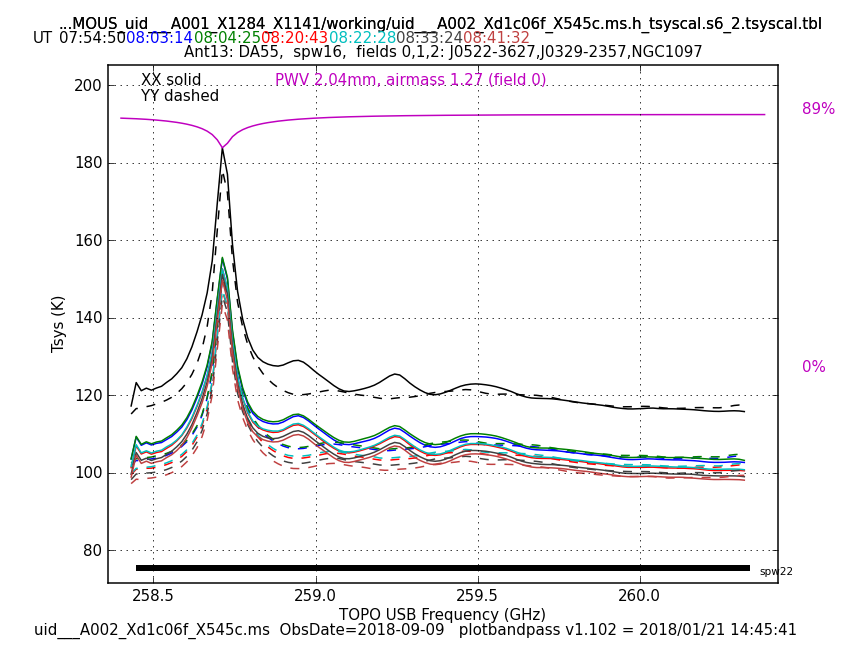 ...MOUS_uid___A001_X1284_X1141/working/uid___A002_Xd1c06f_X545c.ms.h_tsyscal.s6_2.tsyscal.tbl
UT 07:54:50 08:03:14 08:04:25 08:20:43 08:22:28 08:33:24 08:41:32
Ant13: DA55, spw16, fields 0,1,2: J0522-3627,J0329-2357,NGC1097
XX solid
YY dashed
PWV 2.04mm, airmass 1.27 (field 0)
89%
0%
200
180
160
140
120
100
80
Tsys (K)
spw22
258.5 259.0 259.5 260.0
TOPO USB Frequency (GHz)
uid___A002_Xd1c06f_X545c.ms ObsDate=2018-09-09 plotbandpass v1.102 = 2018/01/21 14:45:41